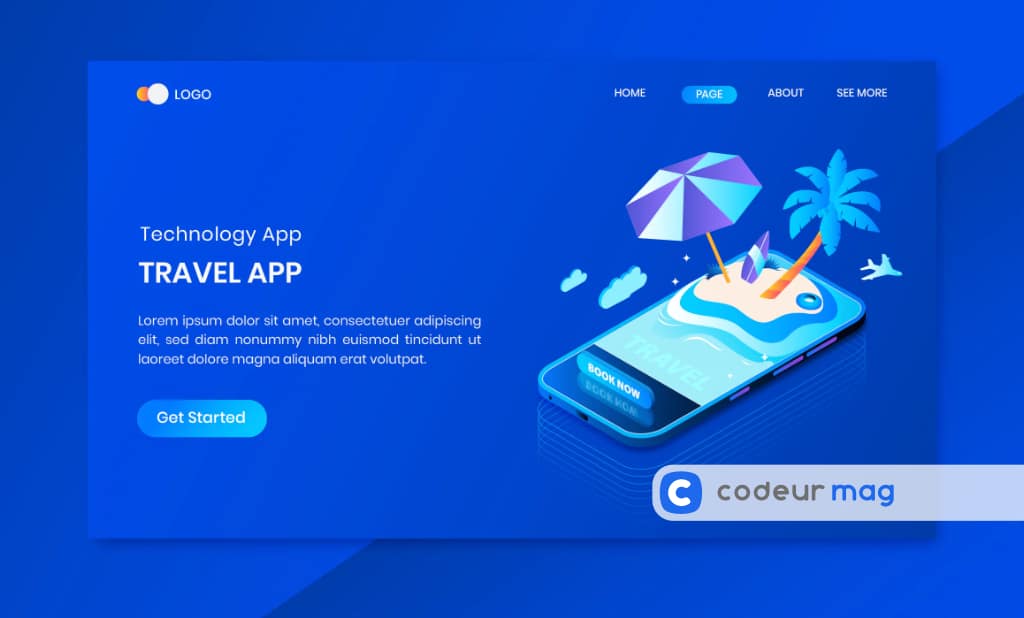 LOGO
HOME PAGE ABOUT SEE MORE
Technology App
TRAVEL APP
Lorem ipsum dolor sit amet, consectetuer adipiscing
elit, sed diam nonummy nibh euismod tincidunt ut
laoreet dolore magna aliquam erat volutpat.
Get Started
TRAVEL
BOOK NOW
BOOK NOW
C codeur mag